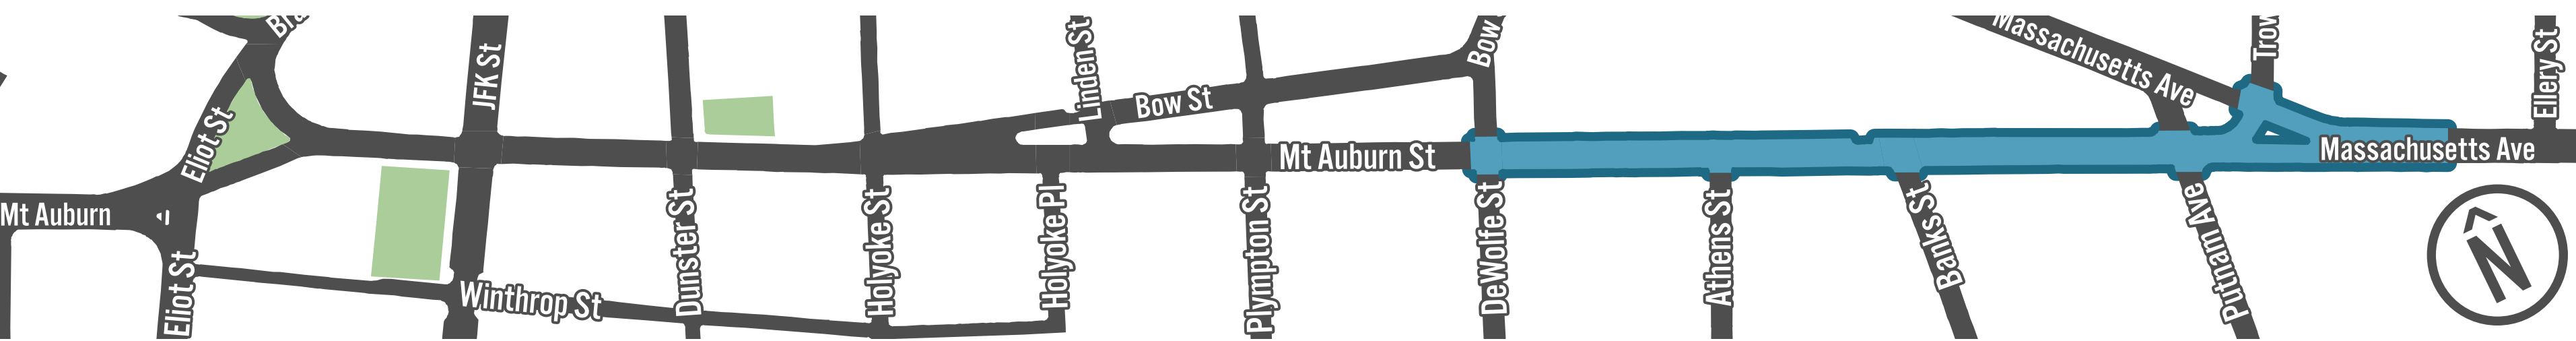 Bra
JFK St
Linden St
Bow
Massachusetts Ave
Trow
Ellery St
Eliot St
Bow St
Mt Auburn St
Massachusetts Ave
Mt Auburn
Eliot St
Winthrop St
Dunster St
Holyoke St
Holyoke Pl
Plympton St
DeWolfe St
Athens St
Banks St
Putnam Ave
N